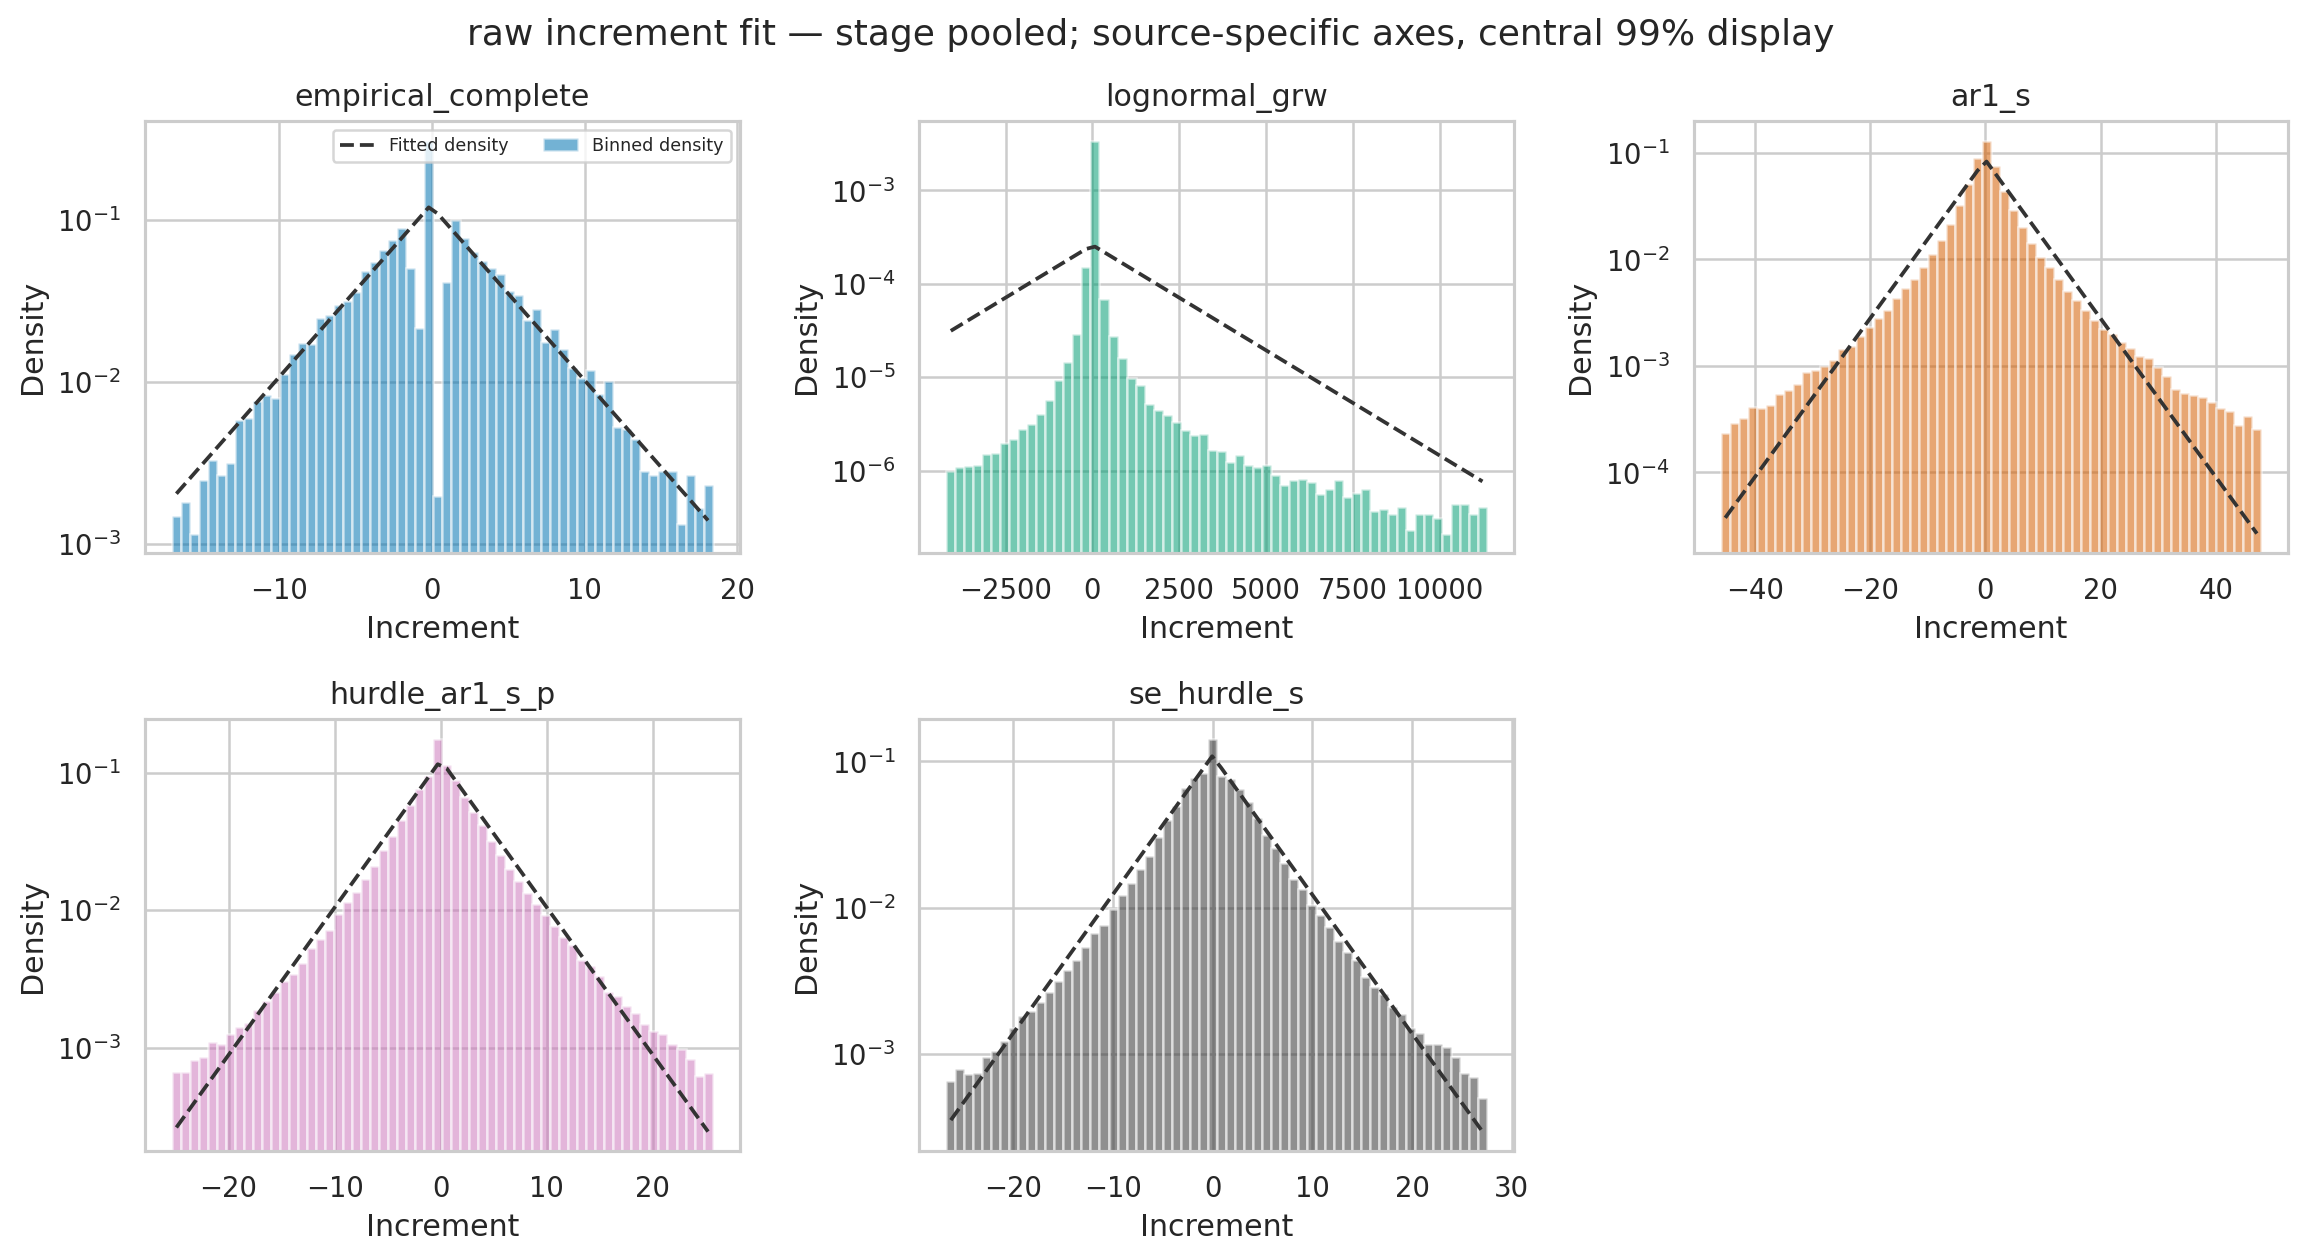 raw increment fit — stage pooled; source-specific axes, central 99% display
empirical_complete
Fitted density
Binned density
10⁻¹
10⁻²
10⁻³
Density
−10
0
10
20
Increment
lognormal_grw
10⁻³
10⁻⁴
10⁻⁵
10⁻⁶
Density
−2500
0
2500
5000
7500
10000
Increment
ar1_s
10⁻¹
10⁻²
10⁻³
10⁻⁴
Density
−40
−20
0
20
40
Increment
hurdle_ar1_s_p
10⁻¹
10⁻²
10⁻³
Density
−20
−10
0
10
20
Increment
se_hurdle_s
10⁻¹
10⁻²
10⁻³
Density
−20
−10
0
10
20
30
Increment